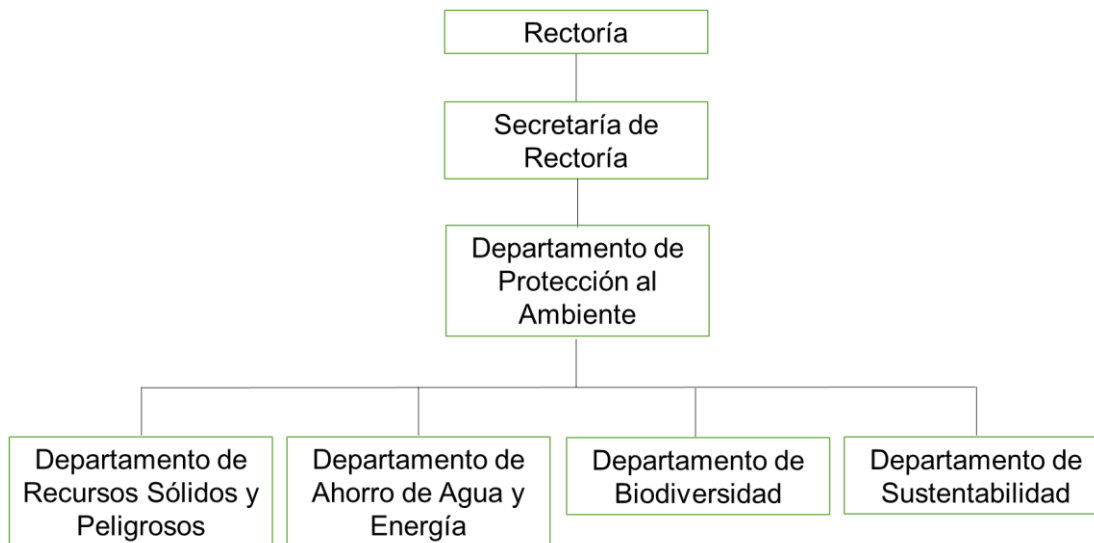 Rectoría
Secretaría de
Rectoría
Departamento de
Protección al
Ambiente
Departamento de
Recursos Sólidos y
Peligrosos
Departamento de
Ahorro de Agua y
Energía
Departamento de
Biodiversidad
Departamento de
Sustentabilidad